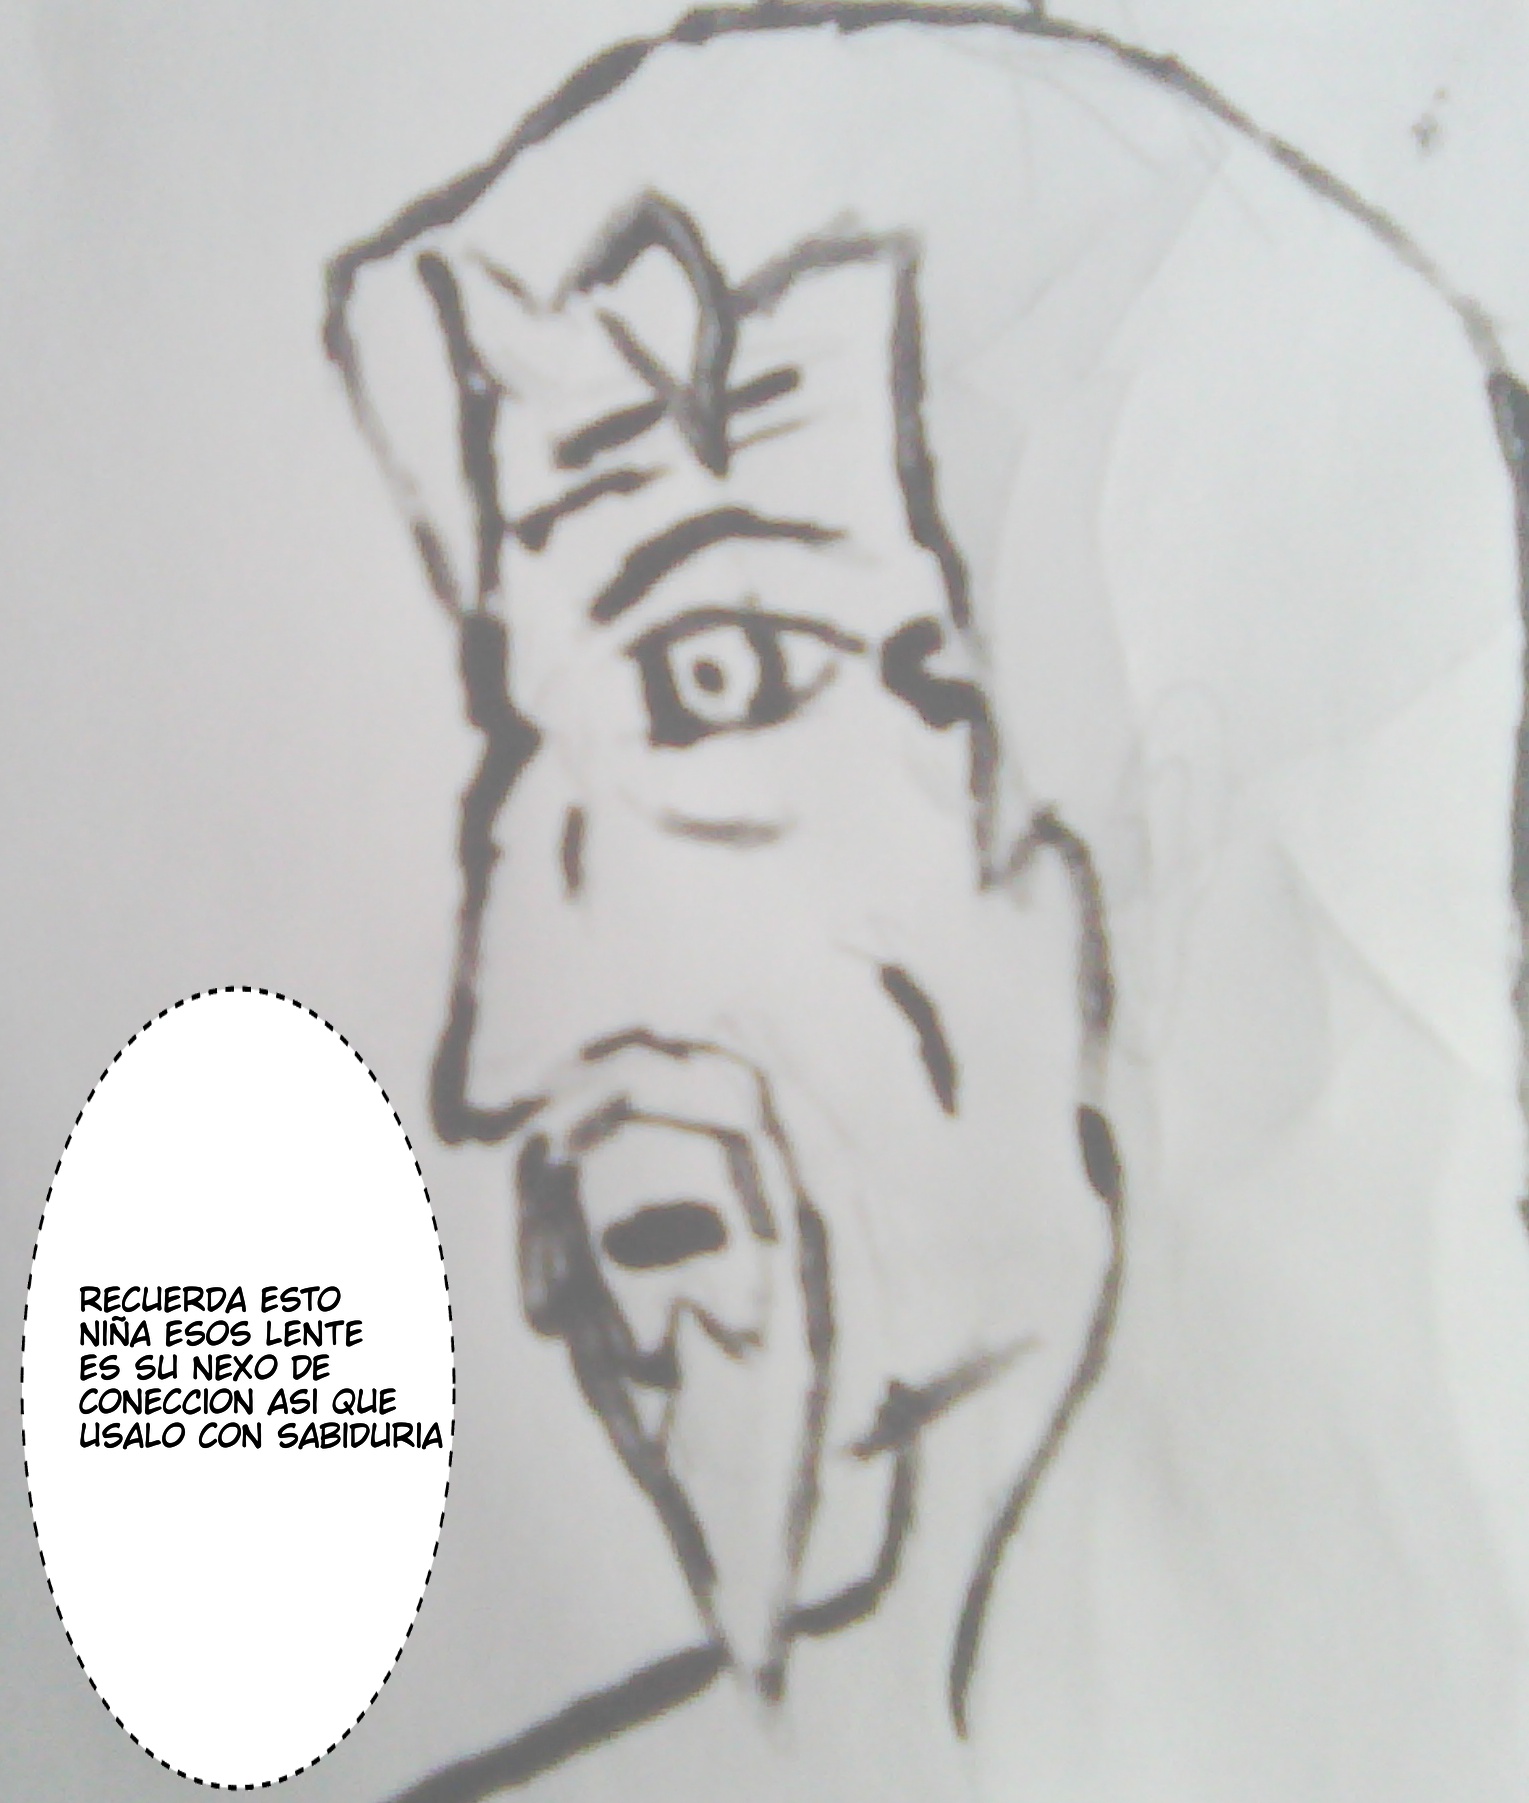 RECUERDA ESTO
NIÑA ESOS LENTE
ES SU NEXO DE
CONECCION ASI QUE
USALO CON SABIDURIA